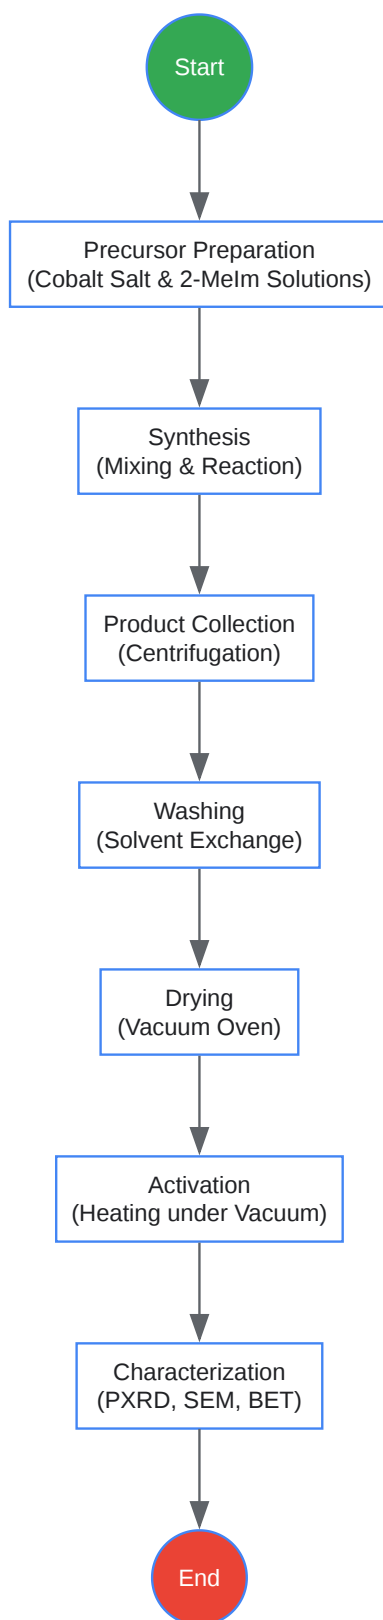 Start
Precursor Preparation
(Cobalt Salt & 2-MeIm Solutions)
Synthesis
(Mixing & Reaction)
Product Collection
(Centrifugation)
Washing
(Solvent Exchange)
Drying
(Vacuum Oven)
Activation
(Heating under Vacuum)
Characterization
(PXRD, SEM, BET)
End